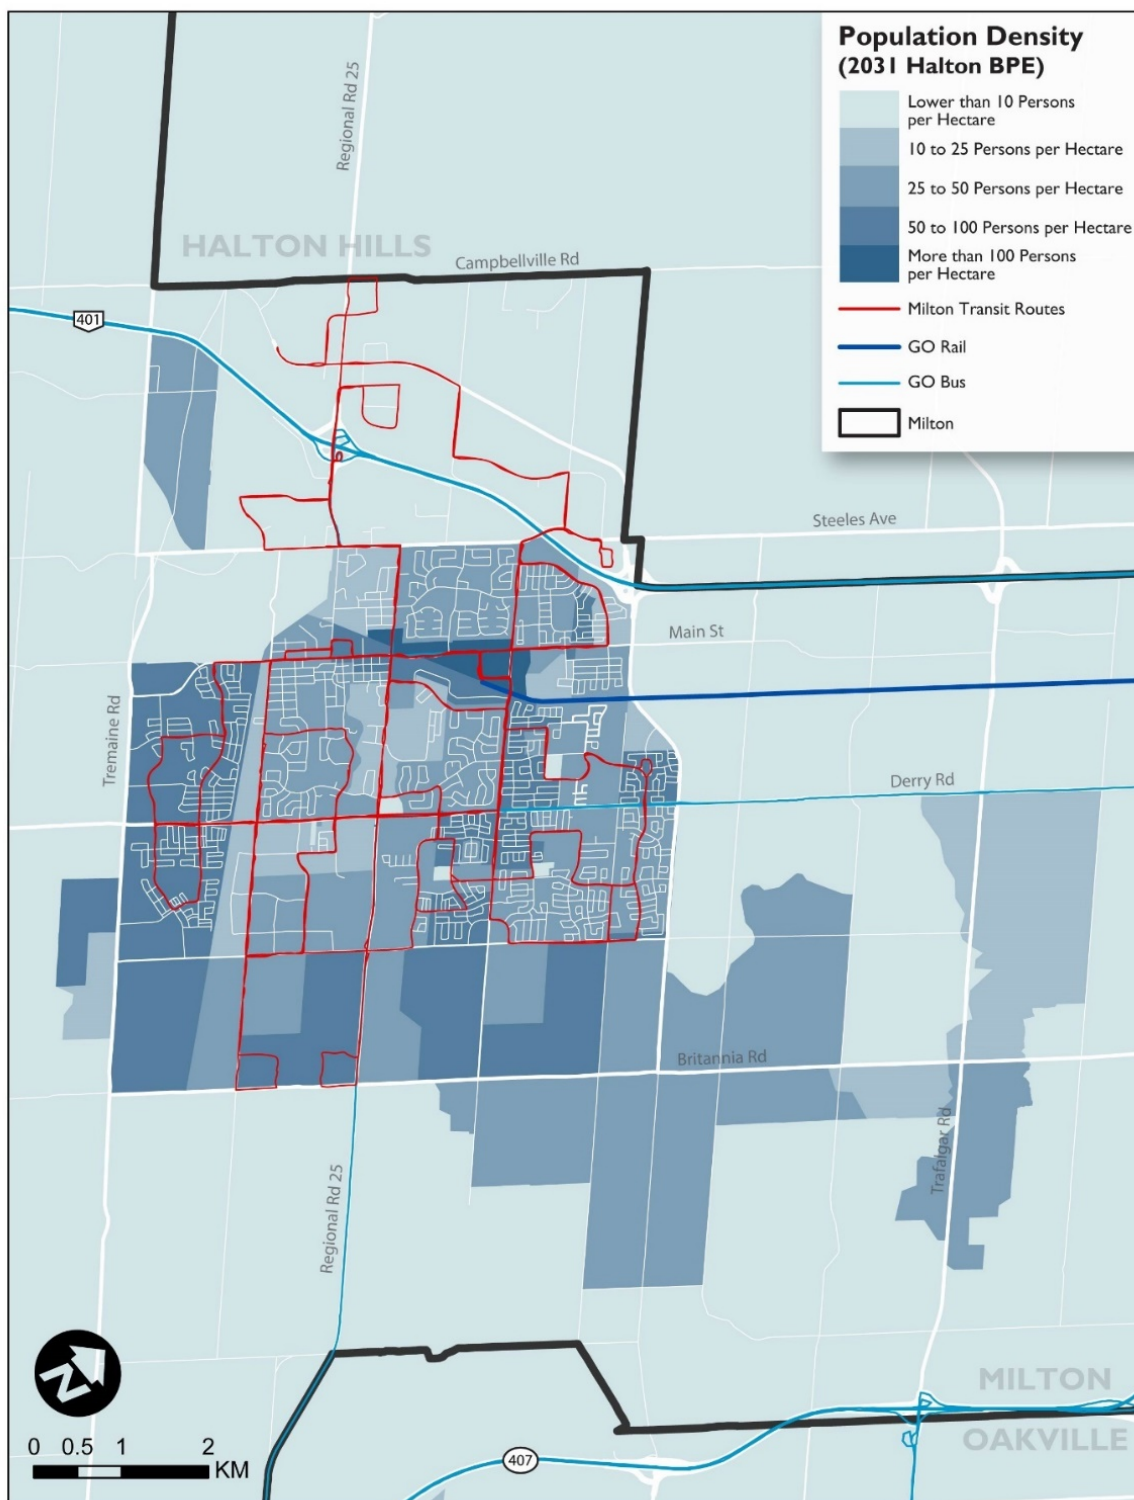 Population Density
(2031 Halton BPE)
Lower than 10 Persons
per Hectare
10 to 25 Persons per Hectare
25 to 50 Persons per Hectare
50 to 100 Persons per Hectare
More than 100 Persons
per Hectare
Milton Transit Routes
GO Rail
GO Bus
Milton
Regional Rd 25
HALTON HILLS
Campbellville Rd
401
Steeles Ave
Main St
Tremaine Rd
Derry Rd
Britannia Rd
Trafalgar Rd
Regional Rd 25
N
MILTON
OAKVILLE
0 0.5 1 2
KM
407